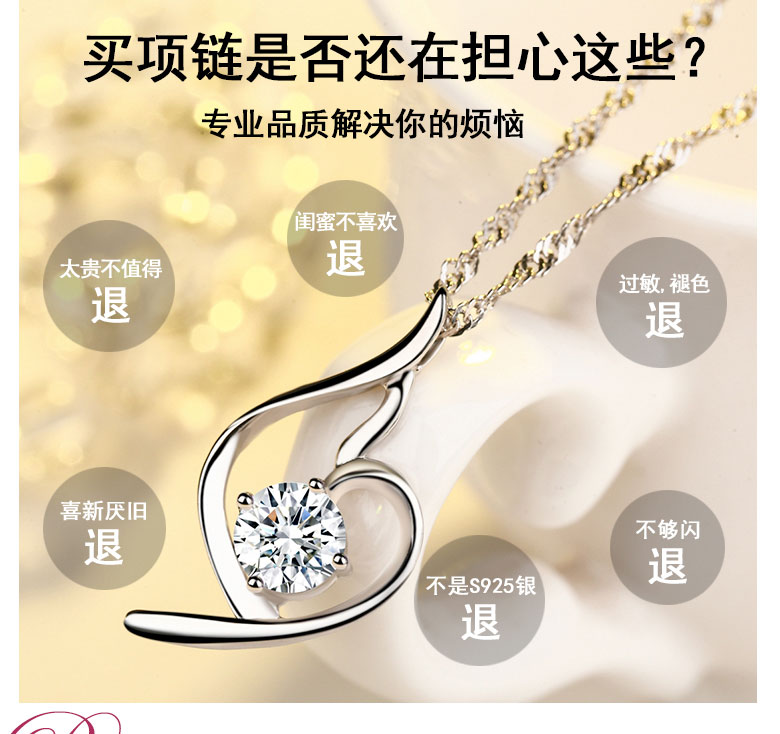 买项链是否还在担心这些？
专业品质解决你的烦恼
闺蜜不喜欢
退
太贵不值得
退
过敏,褪色
退
喜新厌旧
退
不够闪
退
不是S925银
退